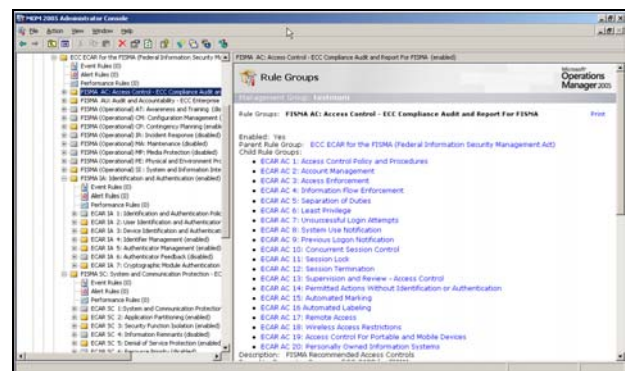 MOM 2005 Administrator Console
File Action View Window Help
ECC ECAR for the FISMA (Federal Information Security M
Event Rules (0)
Alert Rules (0)
Performance Rules (0)
FISMA AC: Access Control - ECC Compliance Audit an
FISMA AU: Audit and Accountability - ECC Enterprise
FISMA (Operational) AT: Awareness and Training (dis
FISMA (Operational) CM: Configuration Management (
FISMA (Operational) CP: Contingency Planning (enabl
FISMA (Operational) IR: Incident Response (disabled)
FISMA (Operational) MA: Maintenance (disabled)
FISMA (Operational) MP: Media Protection (disabled)
FISMA (Operational) PE: Physical and Environment Pro
FISMA (Operational) SI: System and Information Inte
FISMA IA: Identification and Authentication (enabled)
Event Rules (0)
Alert Rules (0)
Performance Rules (0)
ECAR IA 1: Identification and Authentication Polic
ECAR IA 2: User Identification and Authentication
ECAR IA 3: Device Identification and Authenticat
ECAR IA 4: Identifier Management (enabled)
ECAR IA 5: Authenticator Management (enabled)
ECAR IA 6: Authenticator Feedback (disabled)
ECAR IA 7: Cryptographic Module Authentication
FISMA SC: System and Communication Protection - EC
Event Rules (0)
Alert Rules (0)
Performance Rules (0)
ECAR SC 1:System and Communication Protection
ECAR SC 2: Application Partitioning (enabled)
ECAR SC 3: Security Function Isolation (enabled)
ECAR SC 4: Information Remnants (disabled)
ECAR SC 5: Denial of Service Protection (enabled)
ECAR SC 6: Resource Priority (disabled)
FISMA AC: Access Control - ECC Compliance Audit and Report For FISMA (enabled)
Rule Groups
Microsoft
Operations
Manager 2005
Management Group:
Rule Groups: FISMA AC: Access Control - ECC Compliance Audit and Report For FISMA
Print
Enabled: Yes
Parent Rule Group: ECC ECAR for the FISMA (Federal Information Security Management Act)
Child Rule Groups:
ECAR AC 1: Access Control Policy and Procedures
ECAR AC 2: Account Management
ECAR AC 3: Access Enforcement
ECAR AC 4: Information Flow Enforcement
ECAR AC 5: Separation of Duties
ECAR AC 6: Least Privilege
ECAR AC 7: Unsuccessful Login Attempts
ECAR AC 8: System Use Notification
ECAR AC 9: Previous Logon Notification
ECAR AC 10: Concurrent Session Control
ECAR AC 11: Session Lock
ECAR AC 12: Session Termination
ECAR AC 13: Supervision and Review - Access Control
ECAR AC 14: Permitted Actions Without Identification or Authentication
ECAR AC 15: Automated Marking
ECAR AC 16 Automated Labeling
ECAR AC 17: Remote Access
ECAR AC 18: Wireless Access Restrictions
ECAR AC 19: Access Control For Portable and Mobile Devices
ECAR AC 20: Personally Owned Information Systems
Description: FISMA Recommended Access Controls